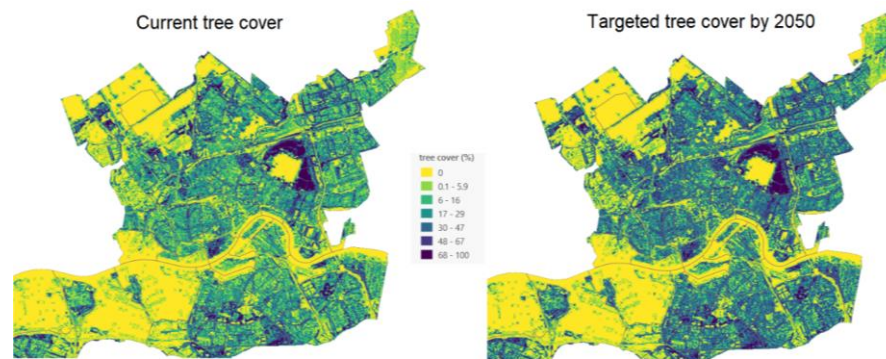 Current tree cover
Targeted tree cover by 2050
tree cover (%)
0
0.1 - 5.9
6 - 16
17 - 29
30 - 47
48 - 67
68 - 100